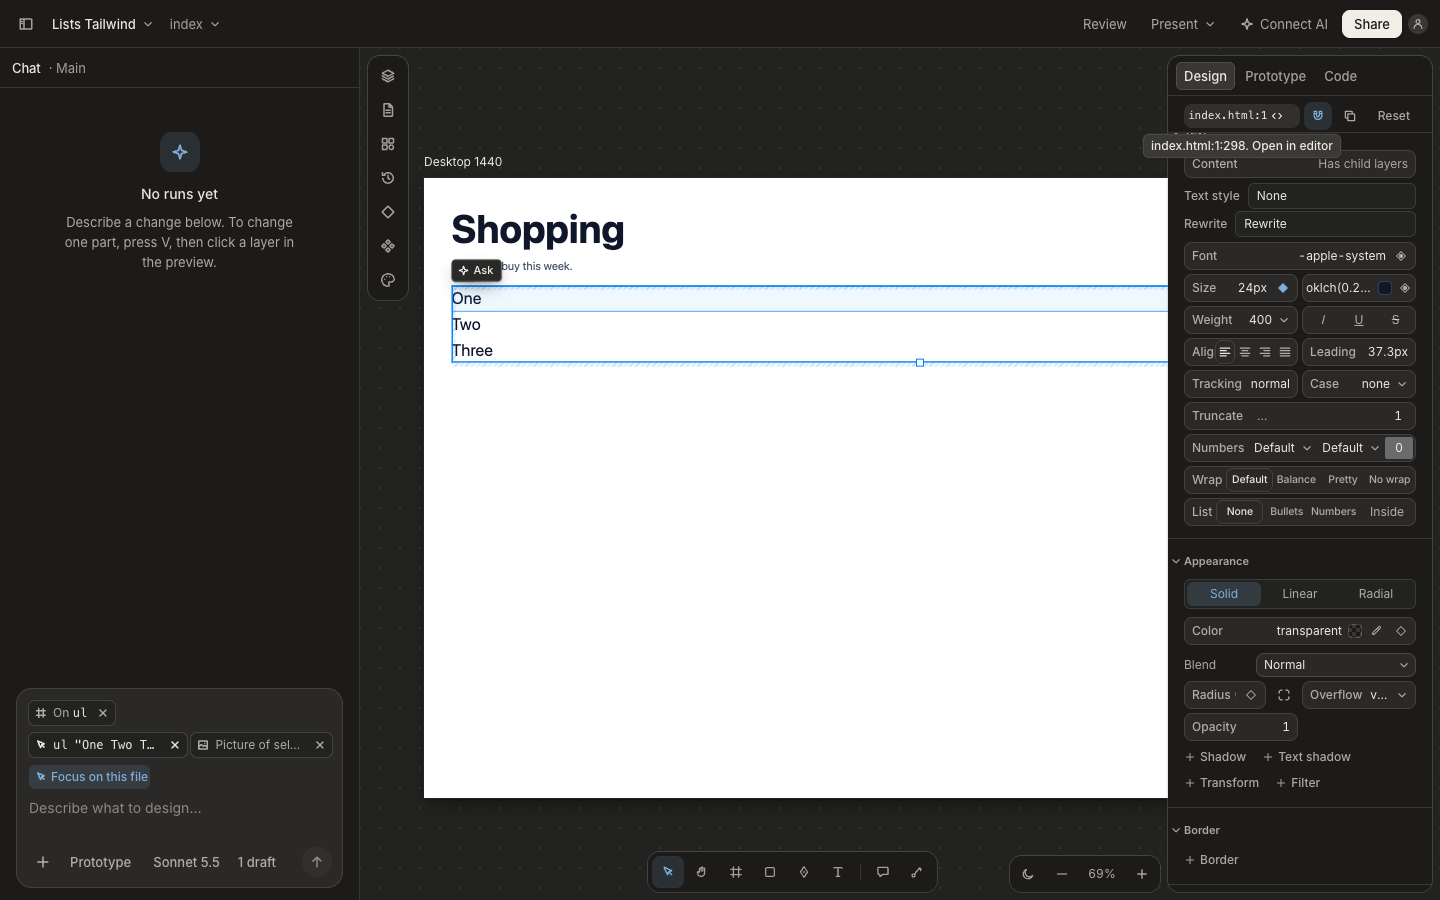 Lists Tailwind
index
Review
Present
Connect AI
Share
Chat · Main
No runs yet
Describe a change below. To change
one part, press V, then click a layer in
the preview.
On ul
ul "One Two T…
Picture of sel…
Focus on this file
Describe what to design...
Prototype
Sonnet 5.5
1 draft
Desktop 1440
Shopping
buy this week.
Ask
One
Two
Three
69%
Design
Prototype
Code
index.html:1
Reset
index.html:1:298. Open in editor
Content
Has child layers
Text style
None
Rewrite
Rewrite
Font
-apple-system
Size
24px
oklch(0.2...
Weight
400
I
U
S
Alig
Leading
37.3px
Tracking
normal
Case
none
Truncate
...
1
Numbers
Default
Default
0
Wrap
Default
Balance
Pretty
No wrap
List
None
Bullets
Numbers
Inside
Appearance
Solid
Linear
Radial
Color
transparent
Blend
Normal
Radius
Overflow
v...
Opacity
1
Shadow
Text shadow
Transform
Filter
Border
Border